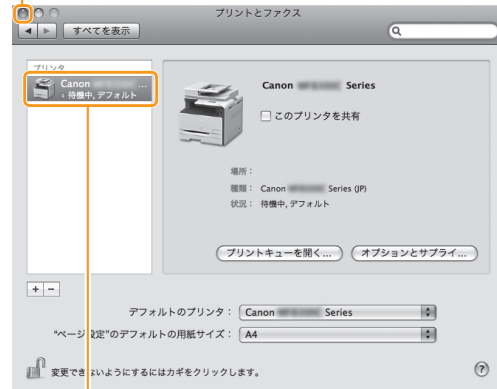 プリントとファクス
すべてを表示
プリンタ
Canon ...
：待機中, デフォルト
Canon Series
このプリンタを共有
場所：
種類： Canon Series (JP)
状況： 待機中, デフォルト
プリントキューを開く... オプションとサプライ...
+ −
デフォルトのプリンタ： Canon Series
"ページ設定"のデフォルトの用紙サイズ： A4
変更できないようにするにはカギをクリックします。 ?